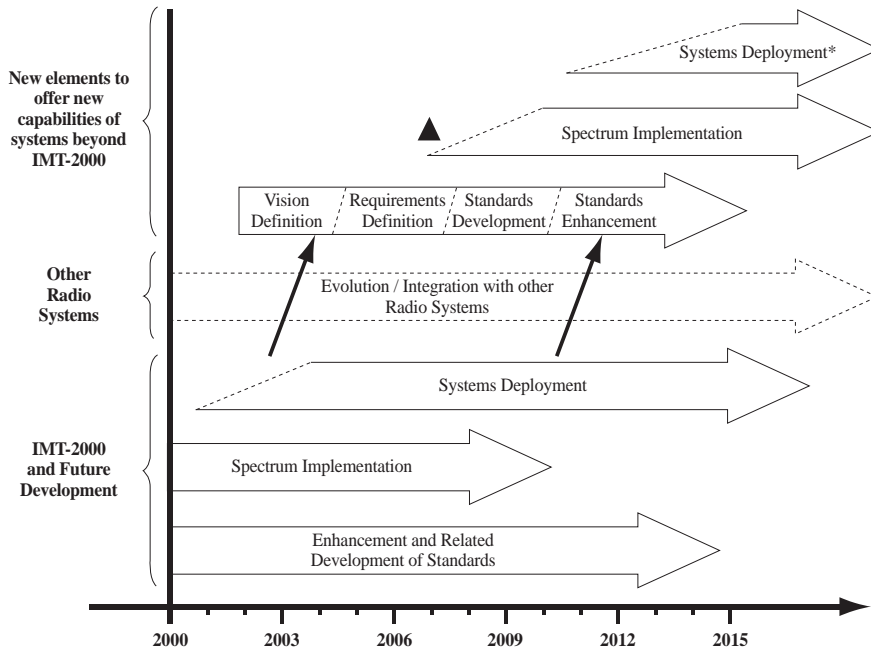 New elements to
offer new
capabilities of
systems beyond
IMT-2000
Systems Deployment*
Spectrum Implementation
Vision
Definition
Requirements
Definition
Standards
Development
Standards
Enhancement
Other
Radio
Systems
Evolution / Integration with other
Radio Systems
IMT-2000
and Future
Development
Systems Deployment
Spectrum Implementation
Enhancement and Related
Development of Standards
2000
2003
2006
2009
2012
2015